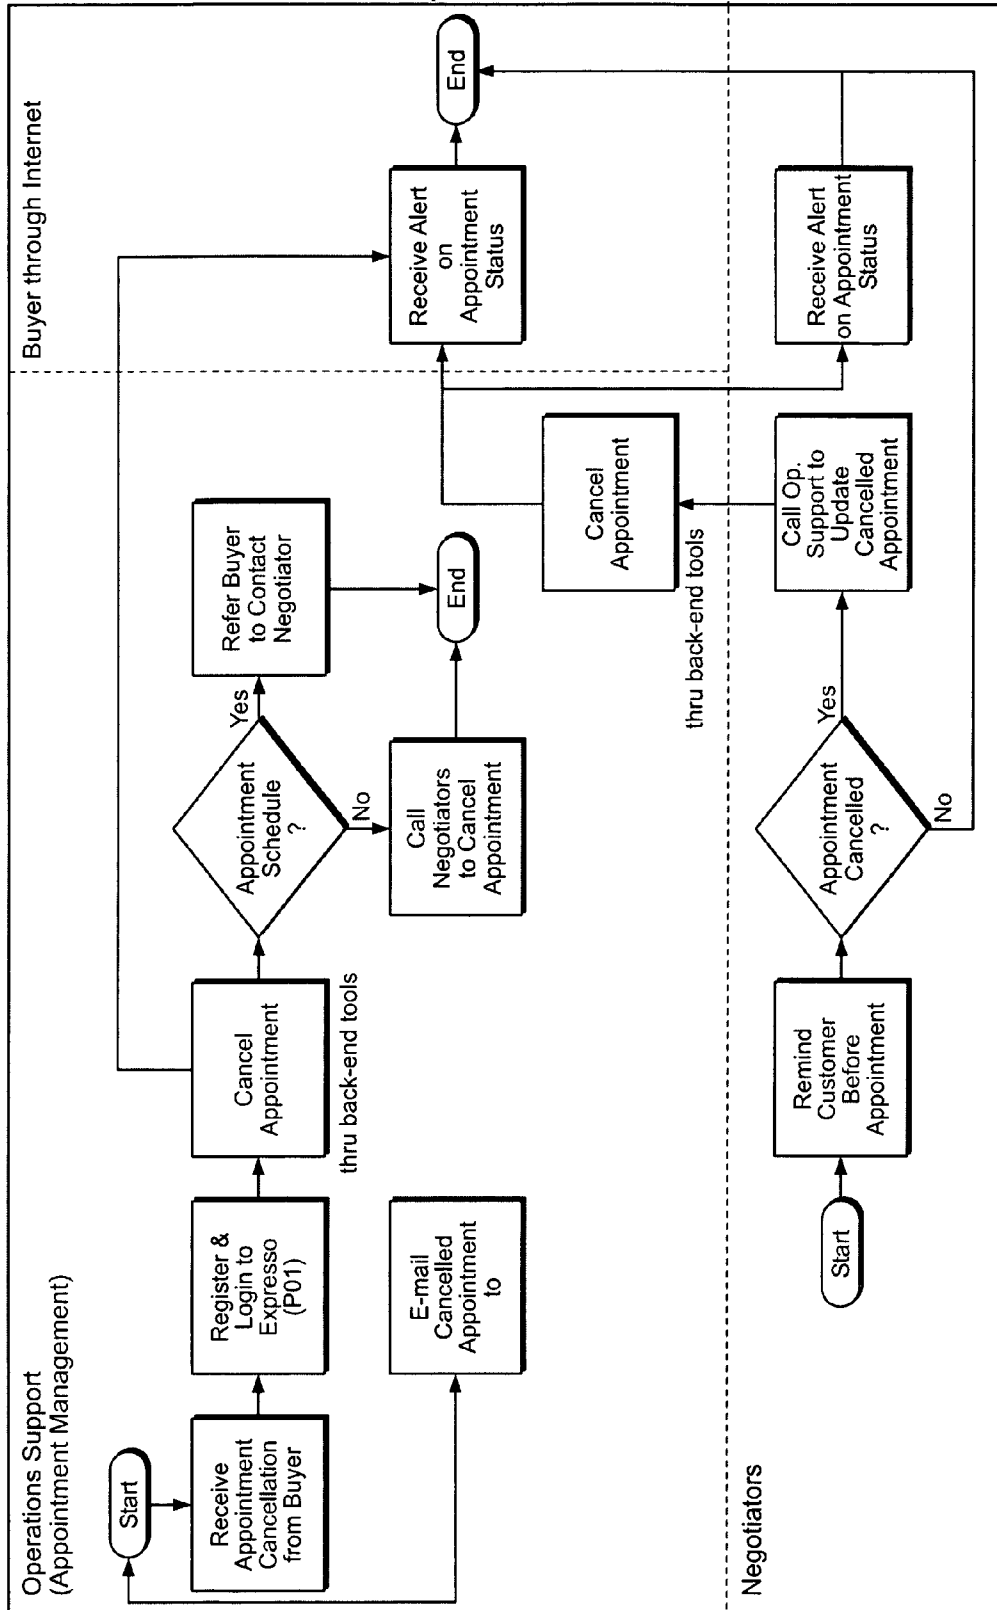 Operations Support
(Appointment Management)
Buyer through Internet
Start
Receive
Appointment
Cancellation
from Buyer
Register &
Login to
Expresso
(P01)
Cancel
Appointment
thru back-end tools
Appointment
Schedule
?
Yes
No
Refer Buyer
to Contact
Negotiator
Call
Negotiators
to Cancel
Appointment
End
E-mail
Cancelled
Appointment
to
Cancel
Appointment
thru back-end tools
Receive Alert
on
Appointment
Status
End
Negotiators
Start
Remind
Customer
Before
Appointment
Appointment
Cancelled
?
Yes
No
Call Op.
Support to
Update
Cancelled
Appointment
Receive Alert
on Appointment
Status